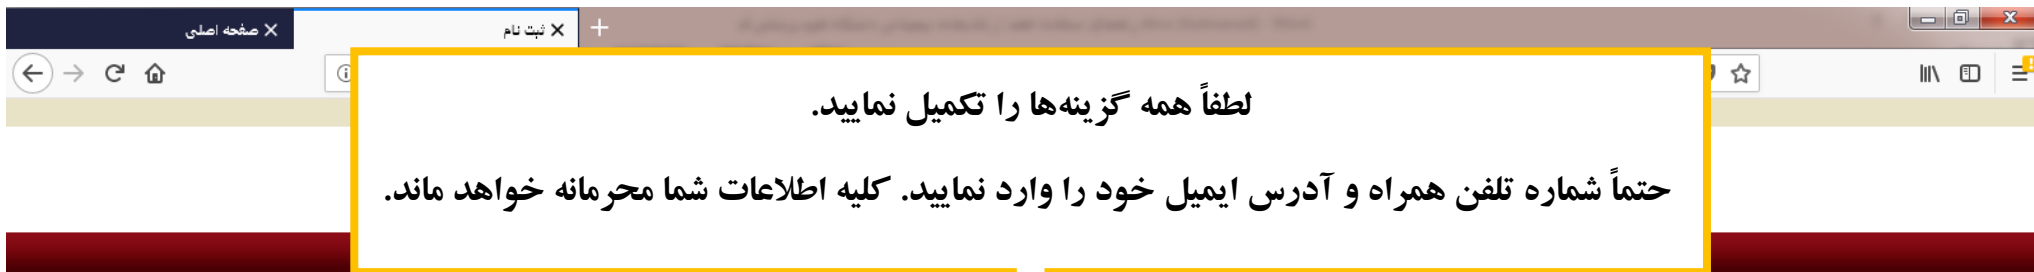 صفحه اصلی
ثبت نام
لطفاً همه گزینه‌ها را تکمیل نمایید.
حتماً شماره تلفن همراه و آدرس ایمیل خود را وارد نمایید. کلیه اطلاعات شما محرمانه خواهد ماند.